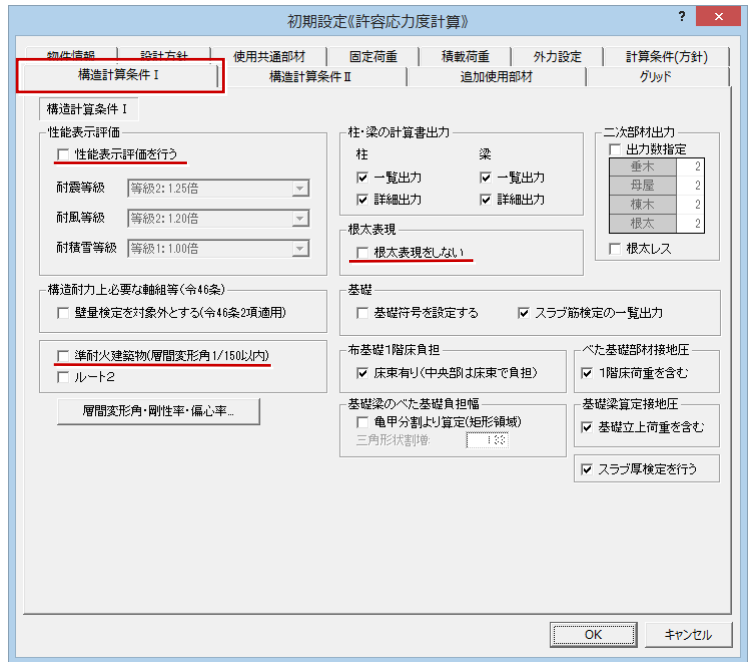 初期設定《許容応力度計算》
? ×
物件情報 設計方針 使用共通部材 固定荷重 積載荷重 外力設定 計算条件(方針)
構造計算条件Ⅰ 構造計算条件Ⅱ 追加使用部材 グリッド
構造計算条件Ⅰ
性能表示評価
性能表示評価を行う
耐震等級 等級2:1.25倍
耐風等級 等級2:1.20倍
耐積雪等級 等級1:1.00倍
柱・梁の計算書出力
柱 梁
一覧出力 一覧出力
詳細出力 詳細出力
根太表現
根太表現をしない
二次部材出力
出力数指定
垂木 2
母屋 2
棟木 2
根太 2
根太レス
構造耐力上必要な軸組等(令46条)
壁量検定を対象外とする(令46条2項適用)
基礎
基礎符号を設定する スラブ筋検定の一覧出力
準耐火建築物(層間変形角1/150以内)
ルート2
層間変形角・剛性率・偏心率...
布基礎1階床負担
床束有り(中央部は床束で負担)
べた基礎部材接地圧
1階床荷重を含む
基礎梁のべた基礎負担幅
亀甲分割より算定(矩形領域)
三角形状割増 1.33
基礎梁算定接地圧
基礎立上荷重を含む
スラブ厚検定を行う
OK キャンセル